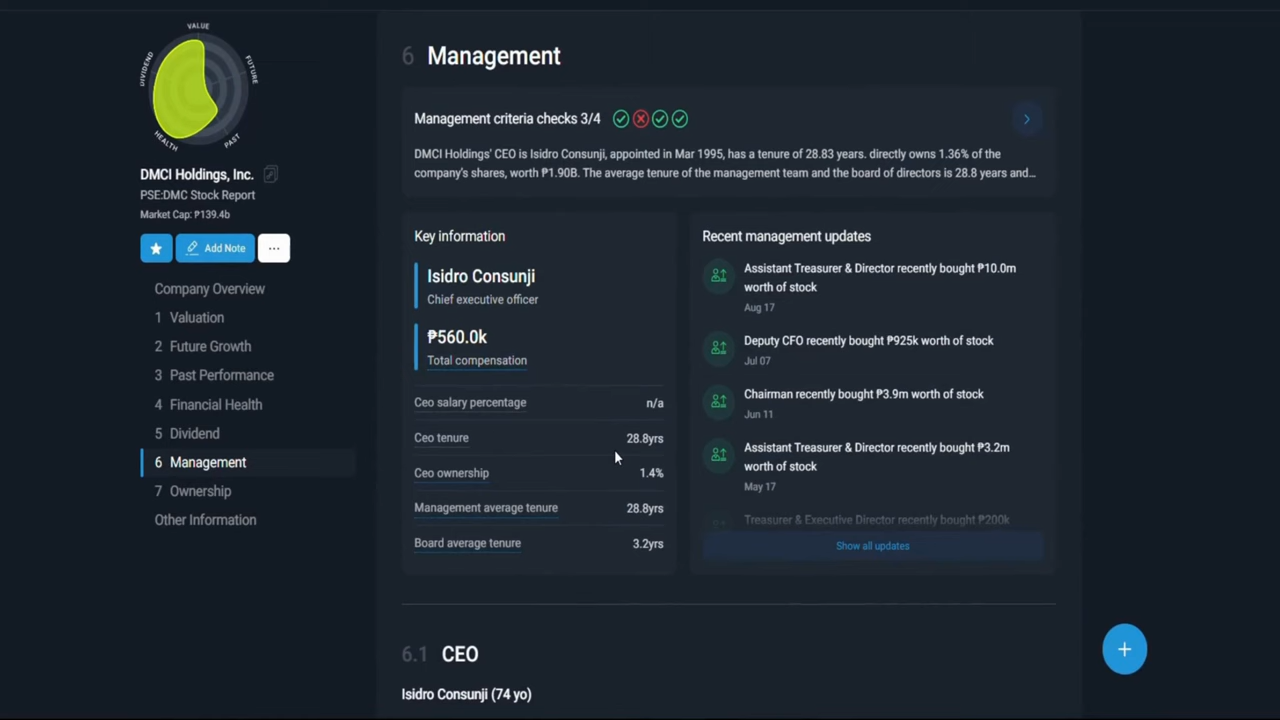 VALUE
FUTURE
PAST
HEALTH
DIVIDEND
DMCI Holdings, Inc.
PSE:DMC Stock Report
Market Cap: ₱139.4b
Add Note
Company Overview
1 Valuation
2 Future Growth
3 Past Performance
4 Financial Health
5 Dividend
6 Management
7 Ownership
Other Information
6 Management
Management criteria checks 3/4
DMCI Holdings' CEO is Isidro Consunji, appointed in Mar 1995, has a tenure of 28.83 years. directly owns 1.36% of the
company's shares, worth ₱1.90B. The average tenure of the management team and the board of directors is 28.8 years and...
Key information
Isidro Consunji
Chief executive officer
₱560.0k
Total compensation
Ceo salary percentage n/a
Ceo tenure 28.8yrs
Ceo ownership 1.4%
Management average tenure 28.8yrs
Board average tenure 3.2yrs
Recent management updates
Assistant Treasurer & Director recently bought ₱10.0m
worth of stock
Aug 17
Deputy CFO recently bought ₱925k worth of stock
Jul 07
Chairman recently bought ₱3.9m worth of stock
Jun 11
Assistant Treasurer & Director recently bought ₱3.2m
worth of stock
May 17
Treasurer & Executive Director recently bought ₱200k
Show all updates
6.1 CEO
Isidro Consunji (74 yo)